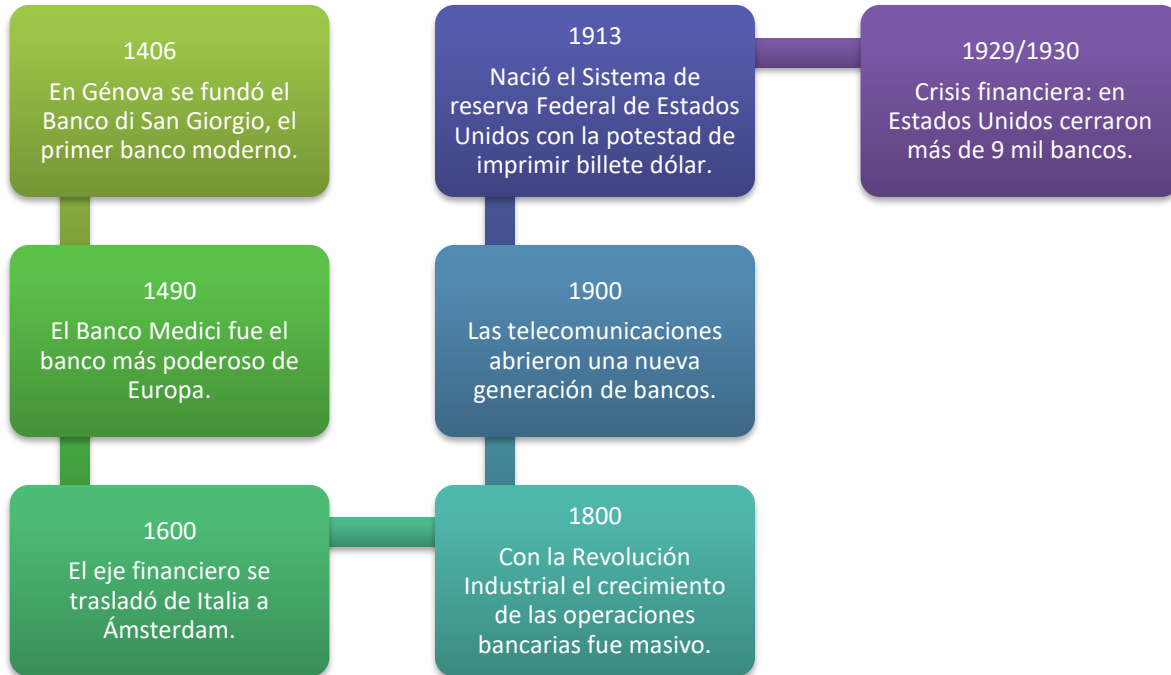 1406
En Génova se fundó el
Banco di San Giorgio, el
primer banco moderno.
1490
El Banco Medici fue el
banco más poderoso de
Europa.
1600
El eje financiero se
trasladó de Italia a
Ámsterdam.
1800
Con la Revolución
Industrial el crecimiento
de las operaciones
bancarias fue masivo.
1900
Las telecomunicaciones
abrieron una nueva
generación de bancos.
1913
Nació el Sistema de
reserva Federal de Estados
Unidos con la potestad de
imprimir billete dólar.
1929/1930
Crisis financiera: en
Estados Unidos cerraron
más de 9 mil bancos.